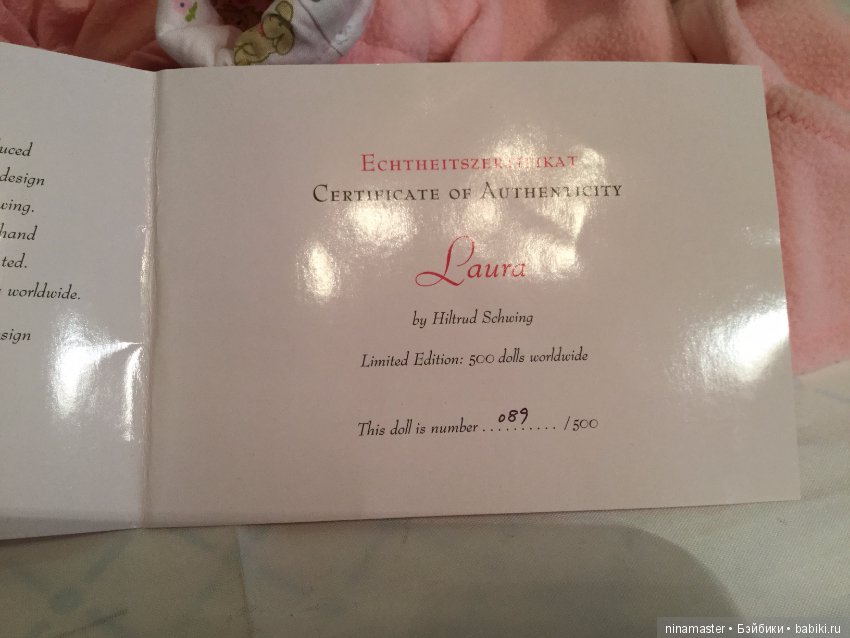 uced
design
wing.
hand
ted.
worldwide.
sign
Echtheitszertifikat
Certificate of Authenticity
Laura
by Hiltrud Schwing
Limited Edition: 500 dolls worldwide
This doll is number ...089... /500
ninamaster • Бэйбики • babiki.ru